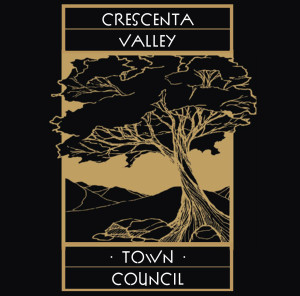 CRESCENTA
VALLEY
· TOWN ·
COUNCIL